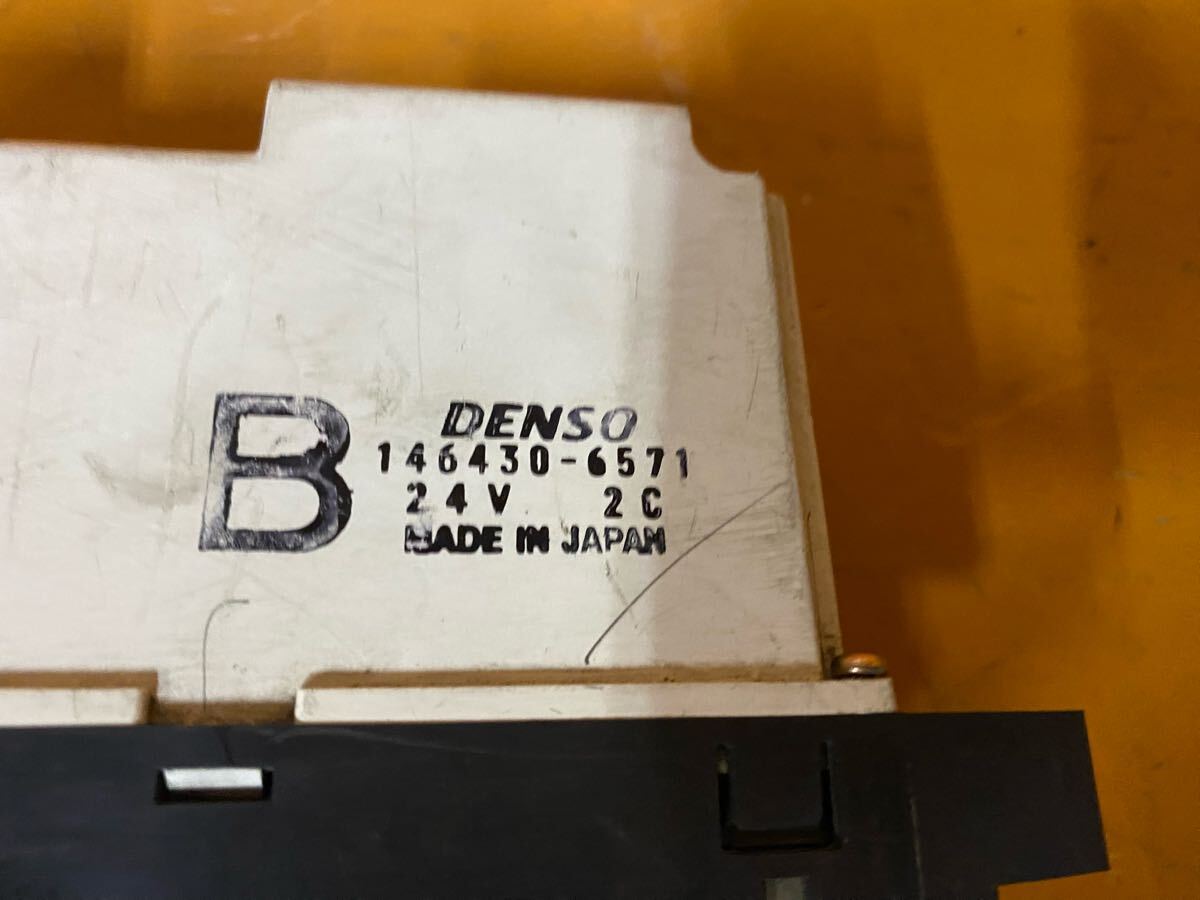 B
DENSO
146430-6571
24V 2C
MADE IN JAPAN